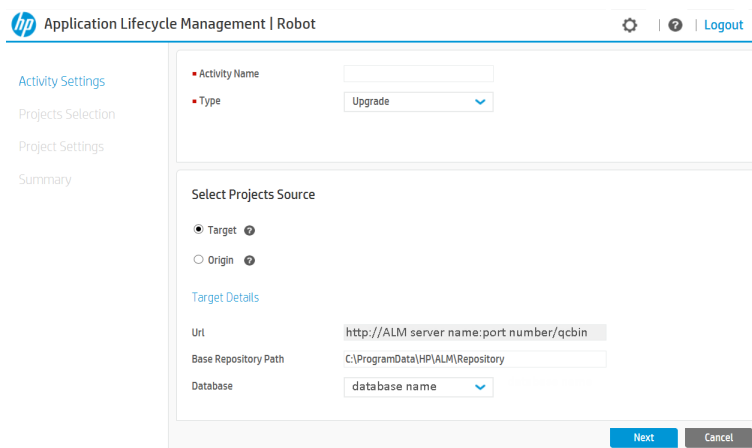 hp Application Lifecycle Management | Robot
? | Logout
Activity Settings
Projects Selection
Project Settings
Summary
Activity Name
Type Upgrade
Select Projects Source
Target ?
Origin ?
Target Details
Url http://ALM server name:port number/qcbin
Base Repository Path C:\ProgramData\HP\ALM\Repository
Database database name
Next Cancel